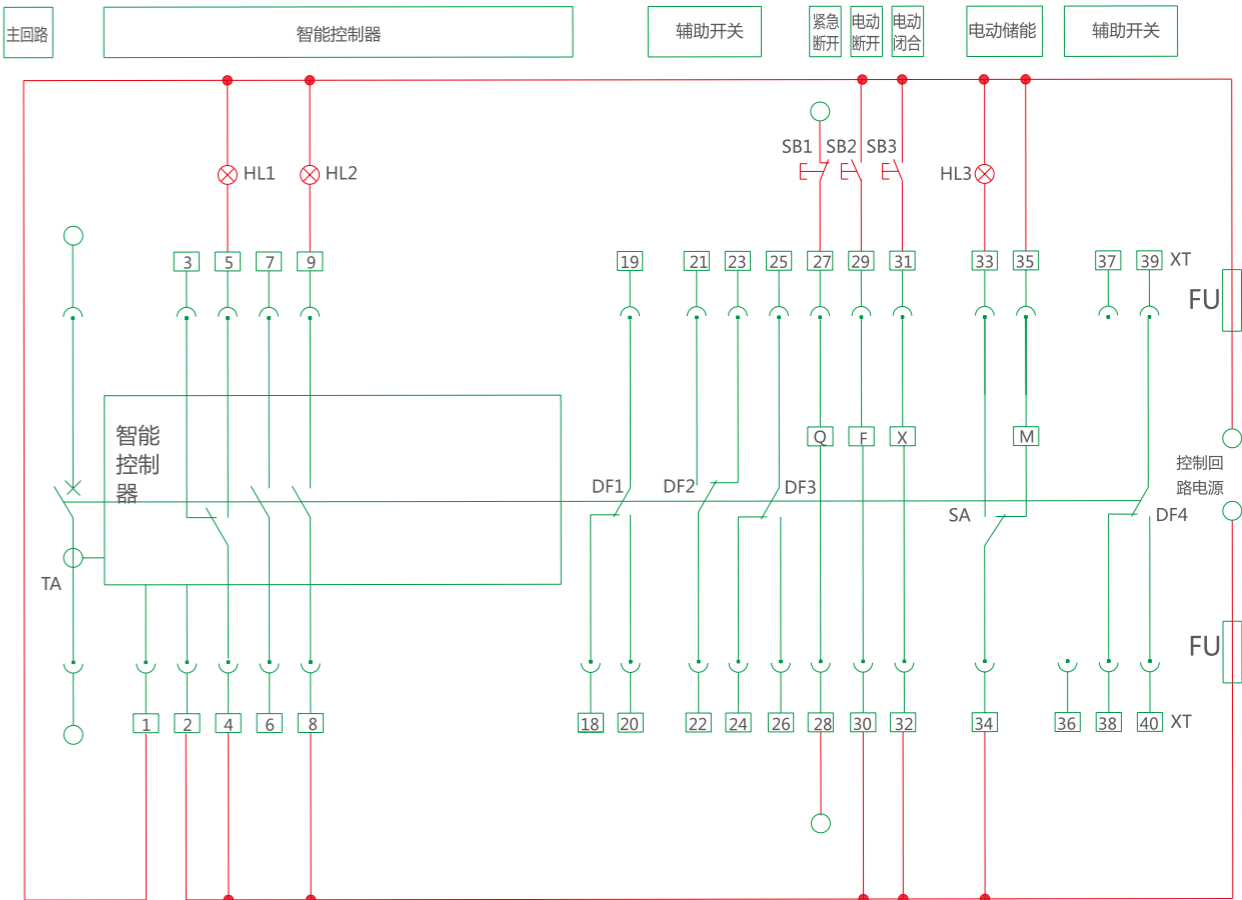 主回路
智能控制器
辅助开关
紧急
断开
电动
断开
电动
闭合
电动储能
辅助开关
SB1
SB2
SB3
HL1
HL2
HL3
3
5
7
9
19
21
23
25
27
29
31
33
35
37
39
XT
FU
智能
控制
器
Q
F
X
M
控制回
路电源
DF1
DF2
DF3
SA
DF4
TA
FU
1
2
4
6
8
18
20
22
24
26
28
30
32
34
36
38
40
XT